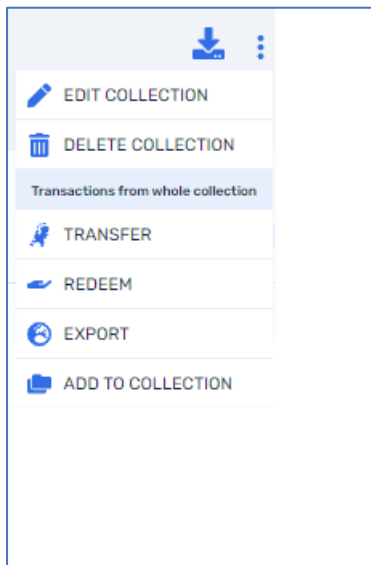 EDIT COLLECTION
DELETE COLLECTION
Transactions from whole collection
TRANSFER
REDEEM
EXPORT
ADD TO COLLECTION